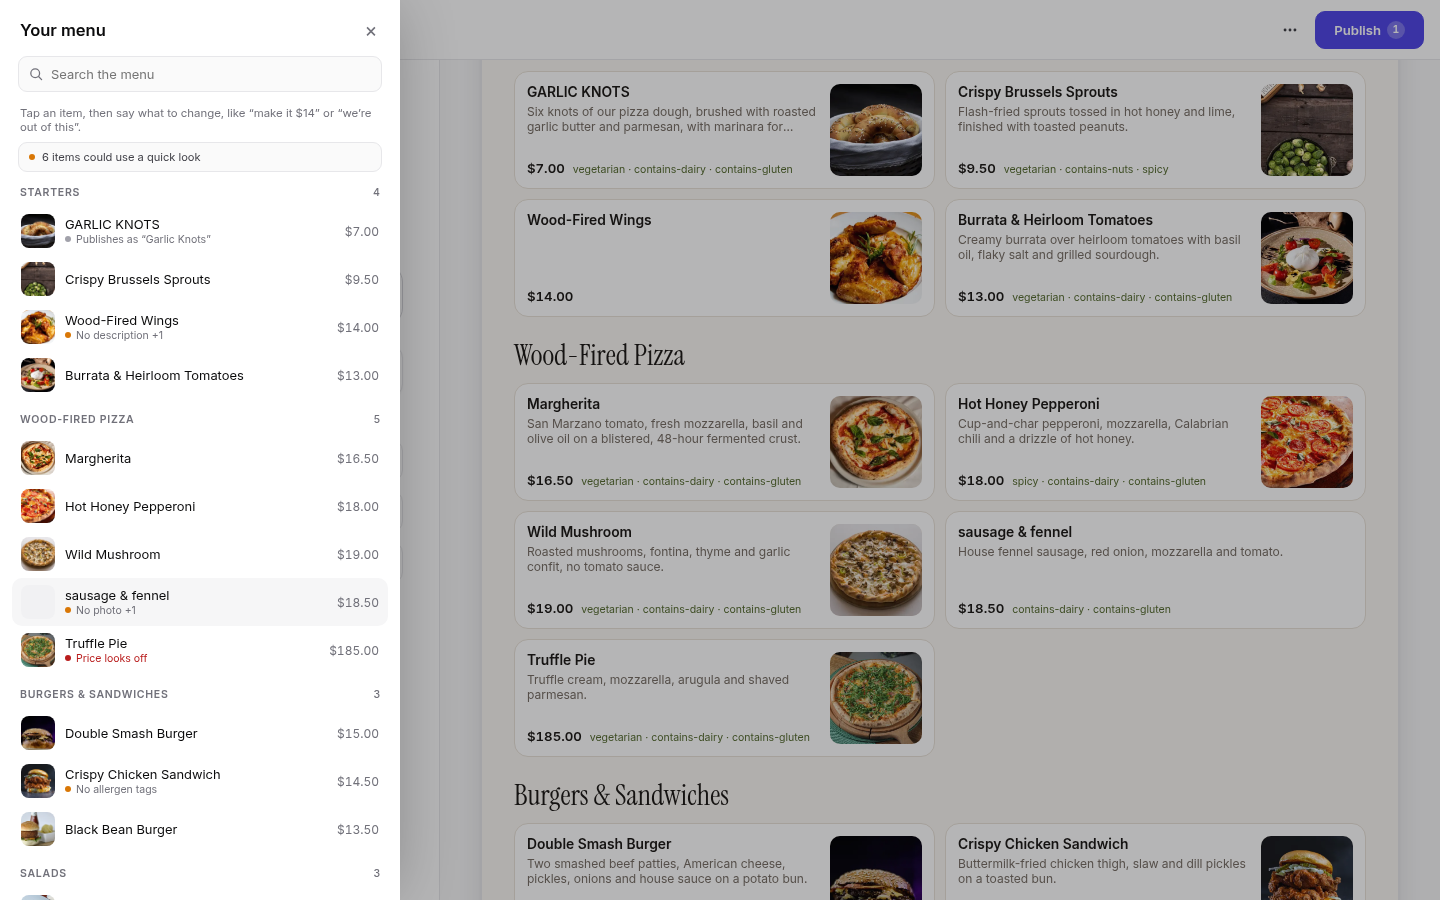 Your menu
Search the menu
Tap an item, then say what to change, like “make it $14” or “we’re
out of this”.
6 items could use a quick look
STARTERS 4
GARLIC KNOTS
Publishes as “Garlic Knots”
$7.00
Crispy Brussels Sprouts
$9.50
Wood-Fired Wings
No description +1
$14.00
Burrata & Heirloom Tomatoes
$13.00
WOOD-FIRED PIZZA 5
Margherita
$16.50
Hot Honey Pepperoni
$18.00
Wild Mushroom
$19.00
sausage & fennel
No photo +1
$18.50
Truffle Pie
Price looks off
$185.00
BURGERS & SANDWICHES 3
Double Smash Burger
$15.00
Crispy Chicken Sandwich
No allergen tags
$14.50
Black Bean Burger
$13.50
SALADS 3
Publish 1
GARLIC KNOTS
Six knots of our pizza dough, brushed with roasted
garlic butter and parmesan, with marinara for...
$7.00 vegetarian · contains-dairy · contains-gluten
Crispy Brussels Sprouts
Flash-fried sprouts tossed in hot honey and lime,
finished with toasted peanuts.
$9.50 vegetarian · contains-nuts · spicy
Wood-Fired Wings
$14.00
Burrata & Heirloom Tomatoes
Creamy burrata over heirloom tomatoes with basil
oil, flaky salt and grilled sourdough.
$13.00 vegetarian · contains-dairy · contains-gluten
Wood-Fired Pizza
Margherita
San Marzano tomato, fresh mozzarella, basil and
olive oil on a blistered, 48-hour fermented crust.
$16.50 vegetarian · contains-dairy · contains-gluten
Hot Honey Pepperoni
Cup-and-char pepperoni, mozzarella, Calabrian
chili and a drizzle of hot honey.
$18.00 spicy · contains-dairy · contains-gluten
Wild Mushroom
Roasted mushrooms, fontina, thyme and garlic
confit, no tomato sauce.
$19.00 vegetarian · contains-dairy · contains-gluten
sausage & fennel
House fennel sausage, red onion, mozzarella and tomato.
$18.50 contains-dairy · contains-gluten
Truffle Pie
Truffle cream, mozzarella, arugula and shaved
parmesan.
$185.00 vegetarian · contains-dairy · contains-gluten
Burgers & Sandwiches
Double Smash Burger
Two smashed beef patties, American cheese,
pickles, onions and house sauce on a potato bun.
Crispy Chicken Sandwich
Buttermilk-fried chicken thigh, slaw and dill pickles
on a toasted bun.